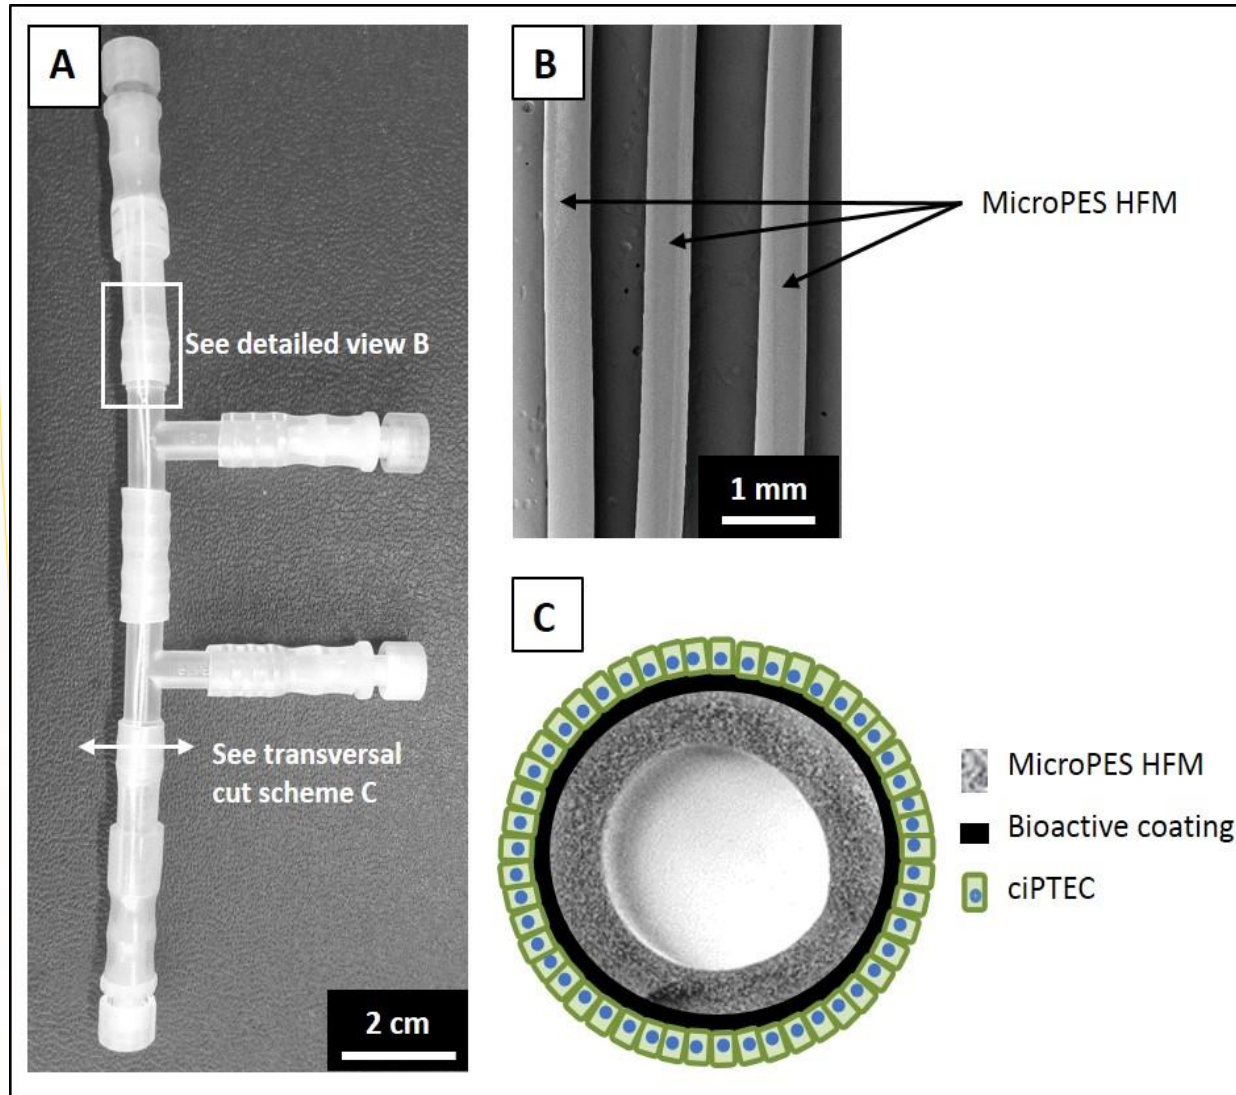 A
See detailed view B
See transversal
cut scheme C
2 cm
B
MicroPES HFM
1 mm
C
MicroPES HFM
Bioactive coating
ciPTEC